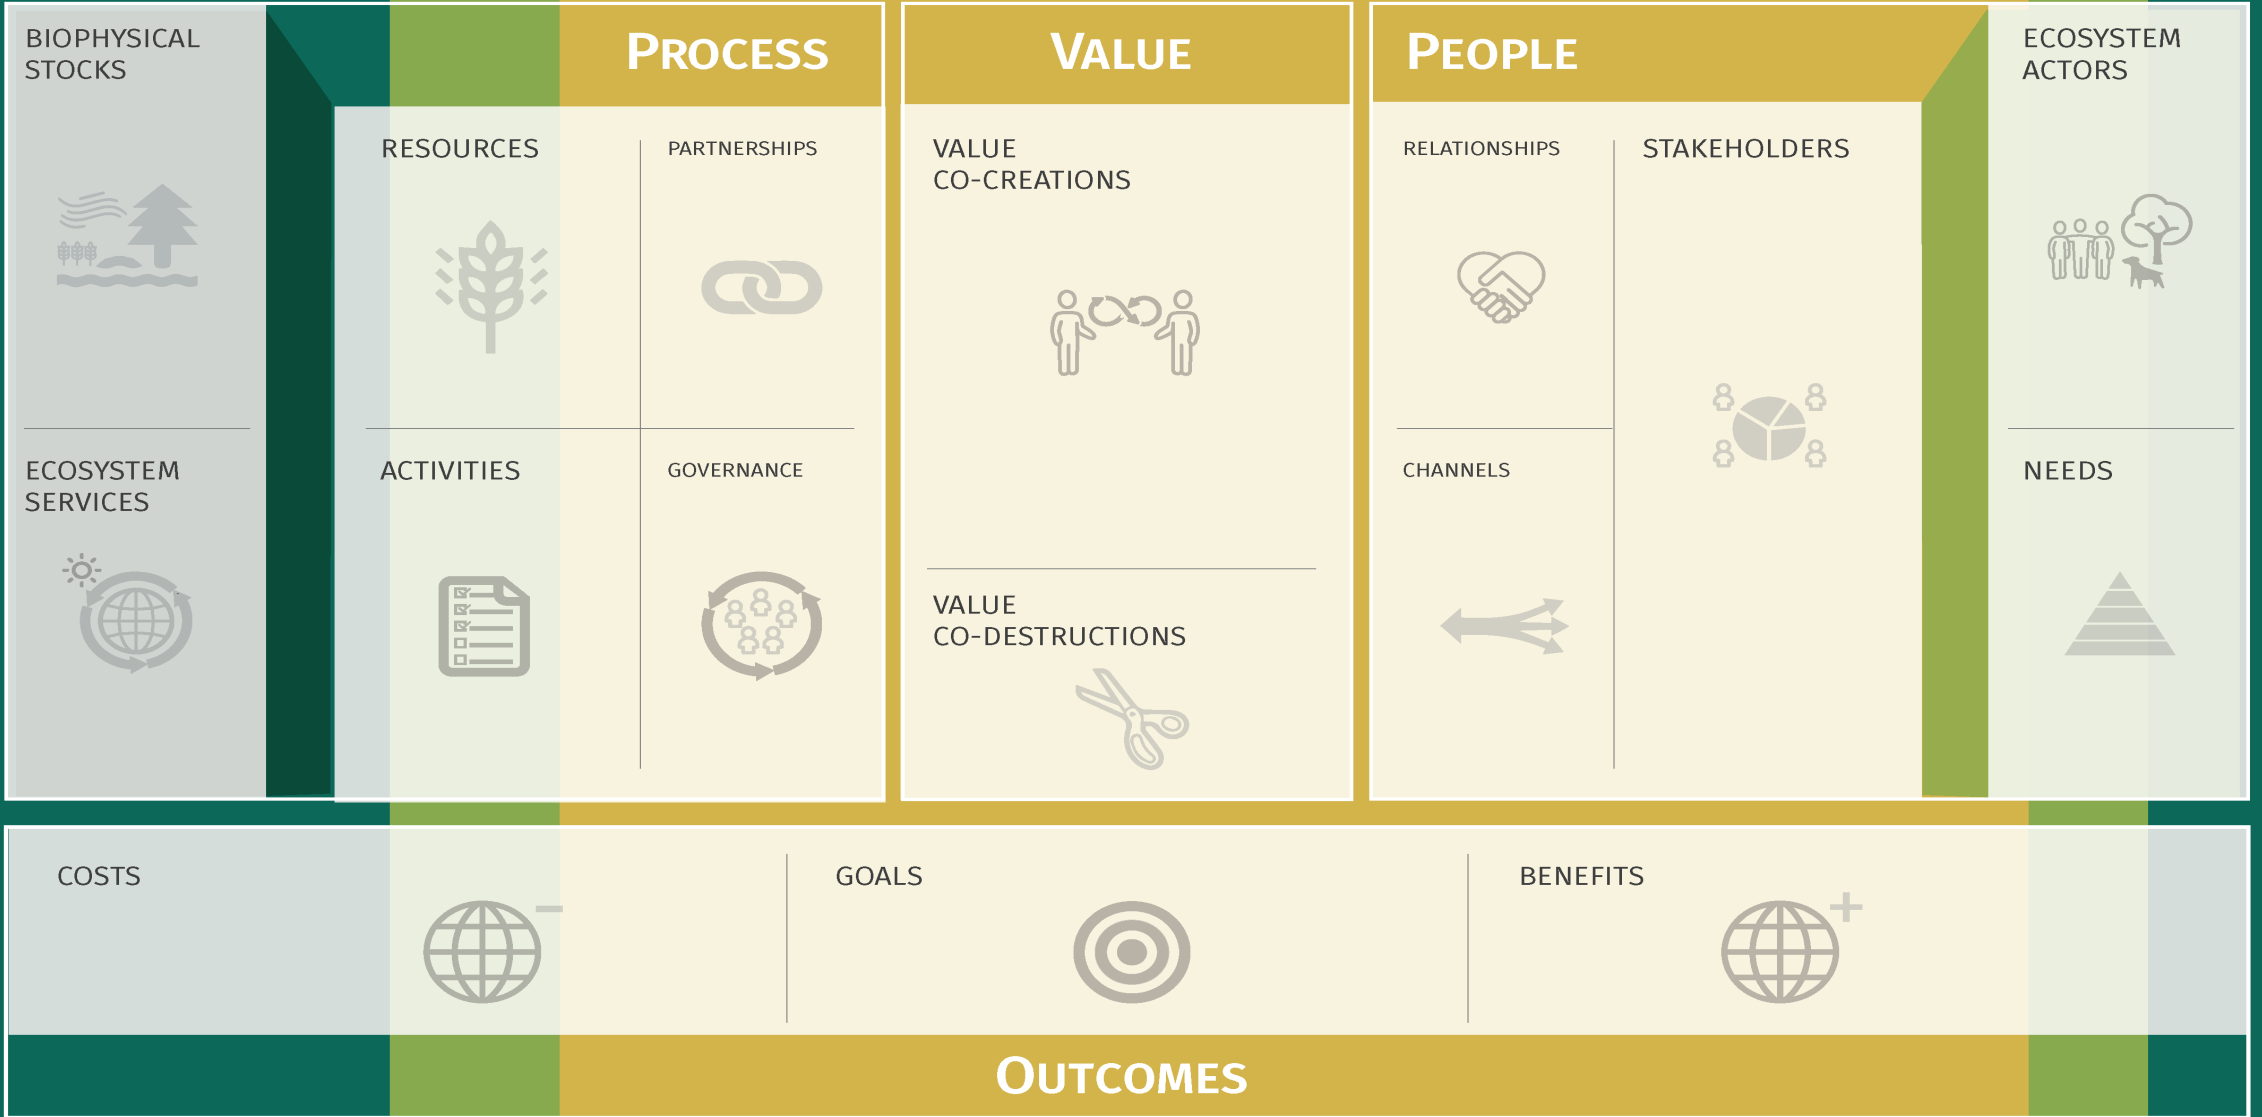 BIOPHYSICAL
STOCKS
ECOSYSTEM
SERVICES
PROCESS
RESOURCES
PARTNERSHIPS
ACTIVITIES
GOVERNANCE
VALUE
VALUE
CO-CREATIONS
VALUE
CO-DESTRUCTIONS
PEOPLE
RELATIONSHIPS
STAKEHOLDERS
CHANNELS
ECOSYSTEM
ACTORS
NEEDS
COSTS
GOALS
BENEFITS
OUTCOMES